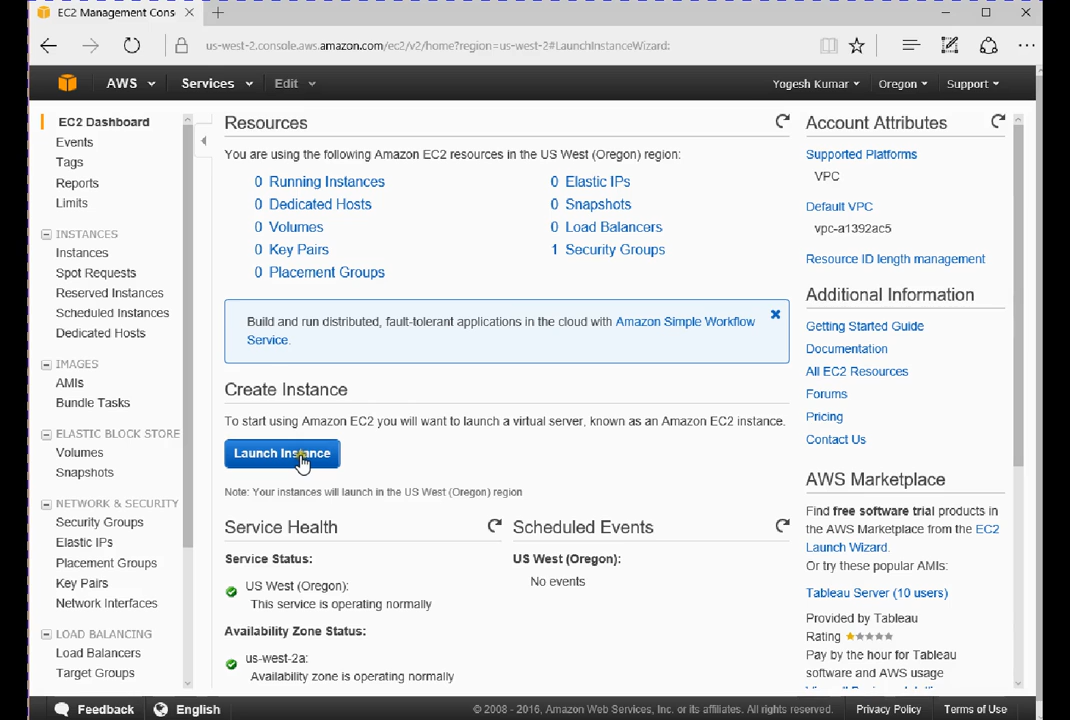 EC2 Management Cons
us-west-2.console.aws.amazon.com/ec2/v2/home?region=us-west-2#LaunchInstanceWizard:
AWS Services Edit Yogesh Kumar Oregon Support
EC2 Dashboard
Events
Tags
Reports
Limits
INSTANCES
Instances
Spot Requests
Reserved Instances
Scheduled Instances
Dedicated Hosts
IMAGES
AMIs
Bundle Tasks
ELASTIC BLOCK STORE
Volumes
Snapshots
NETWORK & SECURITY
Security Groups
Elastic IPs
Placement Groups
Key Pairs
Network Interfaces
LOAD BALANCING
Load Balancers
Target Groups
Resources
You are using the following Amazon EC2 resources in the US West (Oregon) region:
0 Running Instances
0 Dedicated Hosts
0 Volumes
0 Key Pairs
0 Placement Groups
0 Elastic IPs
0 Snapshots
0 Load Balancers
1 Security Groups
Build and run distributed, fault-tolerant applications in the cloud with Amazon Simple Workflow
Service.
Create Instance
To start using Amazon EC2 you will want to launch a virtual server, known as an Amazon EC2 instance.
Launch Instance
Note: Your instances will launch in the US West (Oregon) region
Service Health
Service Status:
US West (Oregon):
This service is operating normally
Availability Zone Status:
us-west-2a:
Availability zone is operating normally
Scheduled Events
US West (Oregon):
No events
Account Attributes
Supported Platforms
VPC
Default VPC
vpc-a1392ac5
Resource ID length management
Additional Information
Getting Started Guide
Documentation
All EC2 Resources
Forums
Pricing
Contact Us
AWS Marketplace
Find free software trial products in
the AWS Marketplace from the EC2
Launch Wizard.
Or try these popular AMIs:
Tableau Server (10 users)
Provided by Tableau
Rating
Pay by the hour for Tableau
software and AWS usage
Feedback English © 2008 - 2016, Amazon Web Services, Inc. or its affiliates. All rights reserved. Privacy Policy Terms of Use